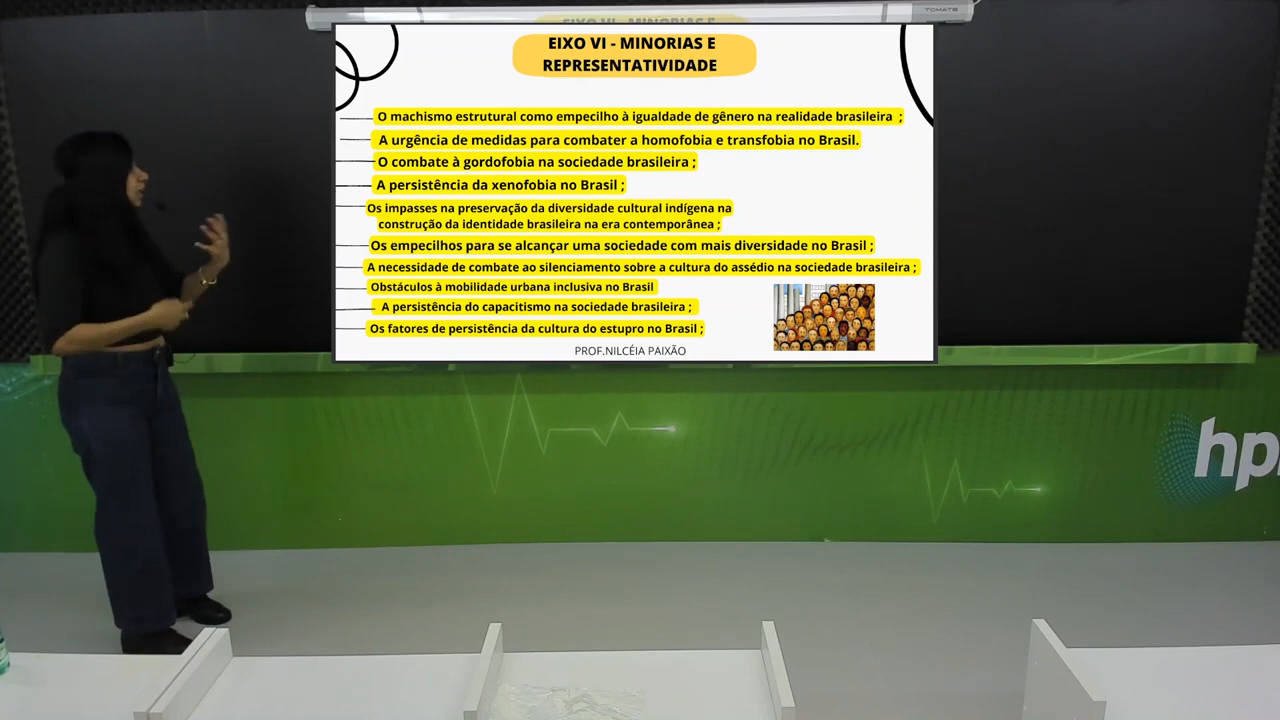 TOMATE
EIXO VI - MINORIAS E
EIXO VI - MINORIAS E
REPRESENTATIVIDADE
O machismo estrutural como empecilho à igualdade de gênero na realidade brasileira ;
A urgência de medidas para combater a homofobia e transfobia no Brasil.
O combate à gordofobia na sociedade brasileira ;
A persistência da xenofobia no Brasil ;
Os impasses na preservação da diversidade cultural indígena na
construção da identidade brasileira na era contemporânea ;
Os empecilhos para se alcançar uma sociedade com mais diversidade no Brasil ;
A necessidade de combate ao silenciamento sobre a cultura do assédio na sociedade brasileira ;
Obstáculos à mobilidade urbana inclusiva no Brasil
A persistência do capacitismo na sociedade brasileira ;
Os fatores de persistência da cultura do estupro no Brasil ;
PROF.NILCÉIA PAIXÃO
hp